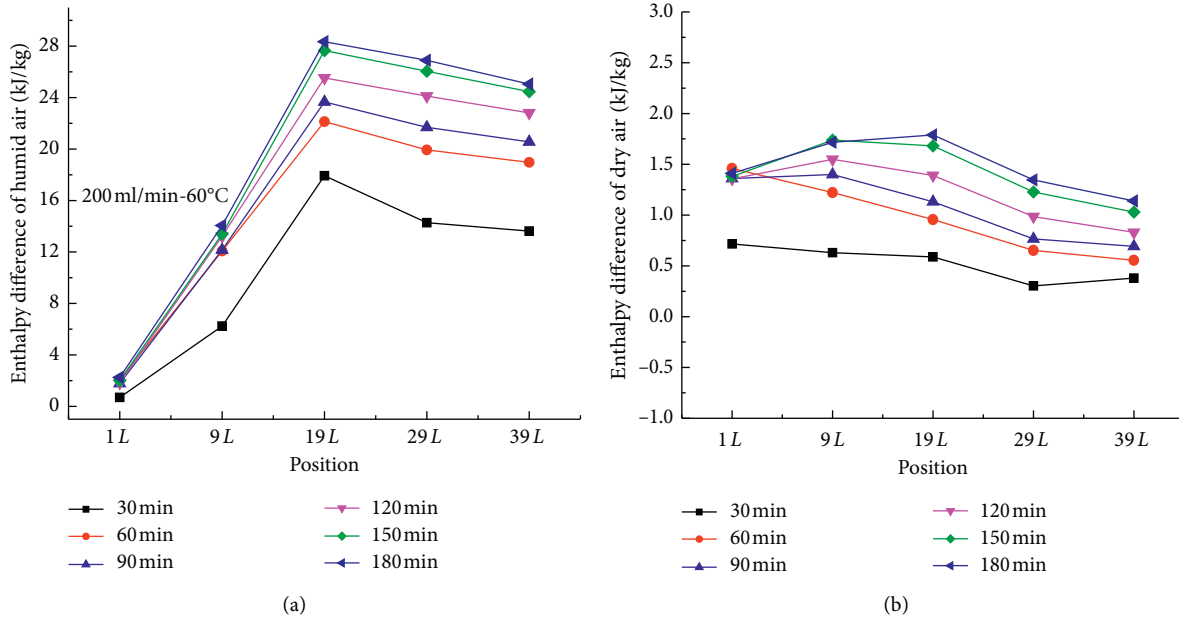 Enthalpy difference of humid air (kJ/kg)
28
24
20
16
12
8
4
0
200 ml/min-60°C
1 L 9 L 19 L 29 L 39 L
Position
30 min 120 min
60 min 150 min
90 min 180 min
(a)
Enthalpy difference of dry air (kJ/kg)
3.0
2.5
2.0
1.5
1.0
0.5
0.0
–0.5
–1.0
1 L 9 L 19 L 29 L 39 L
Position
30 min 120 min
60 min 150 min
90 min 180 min
(b)